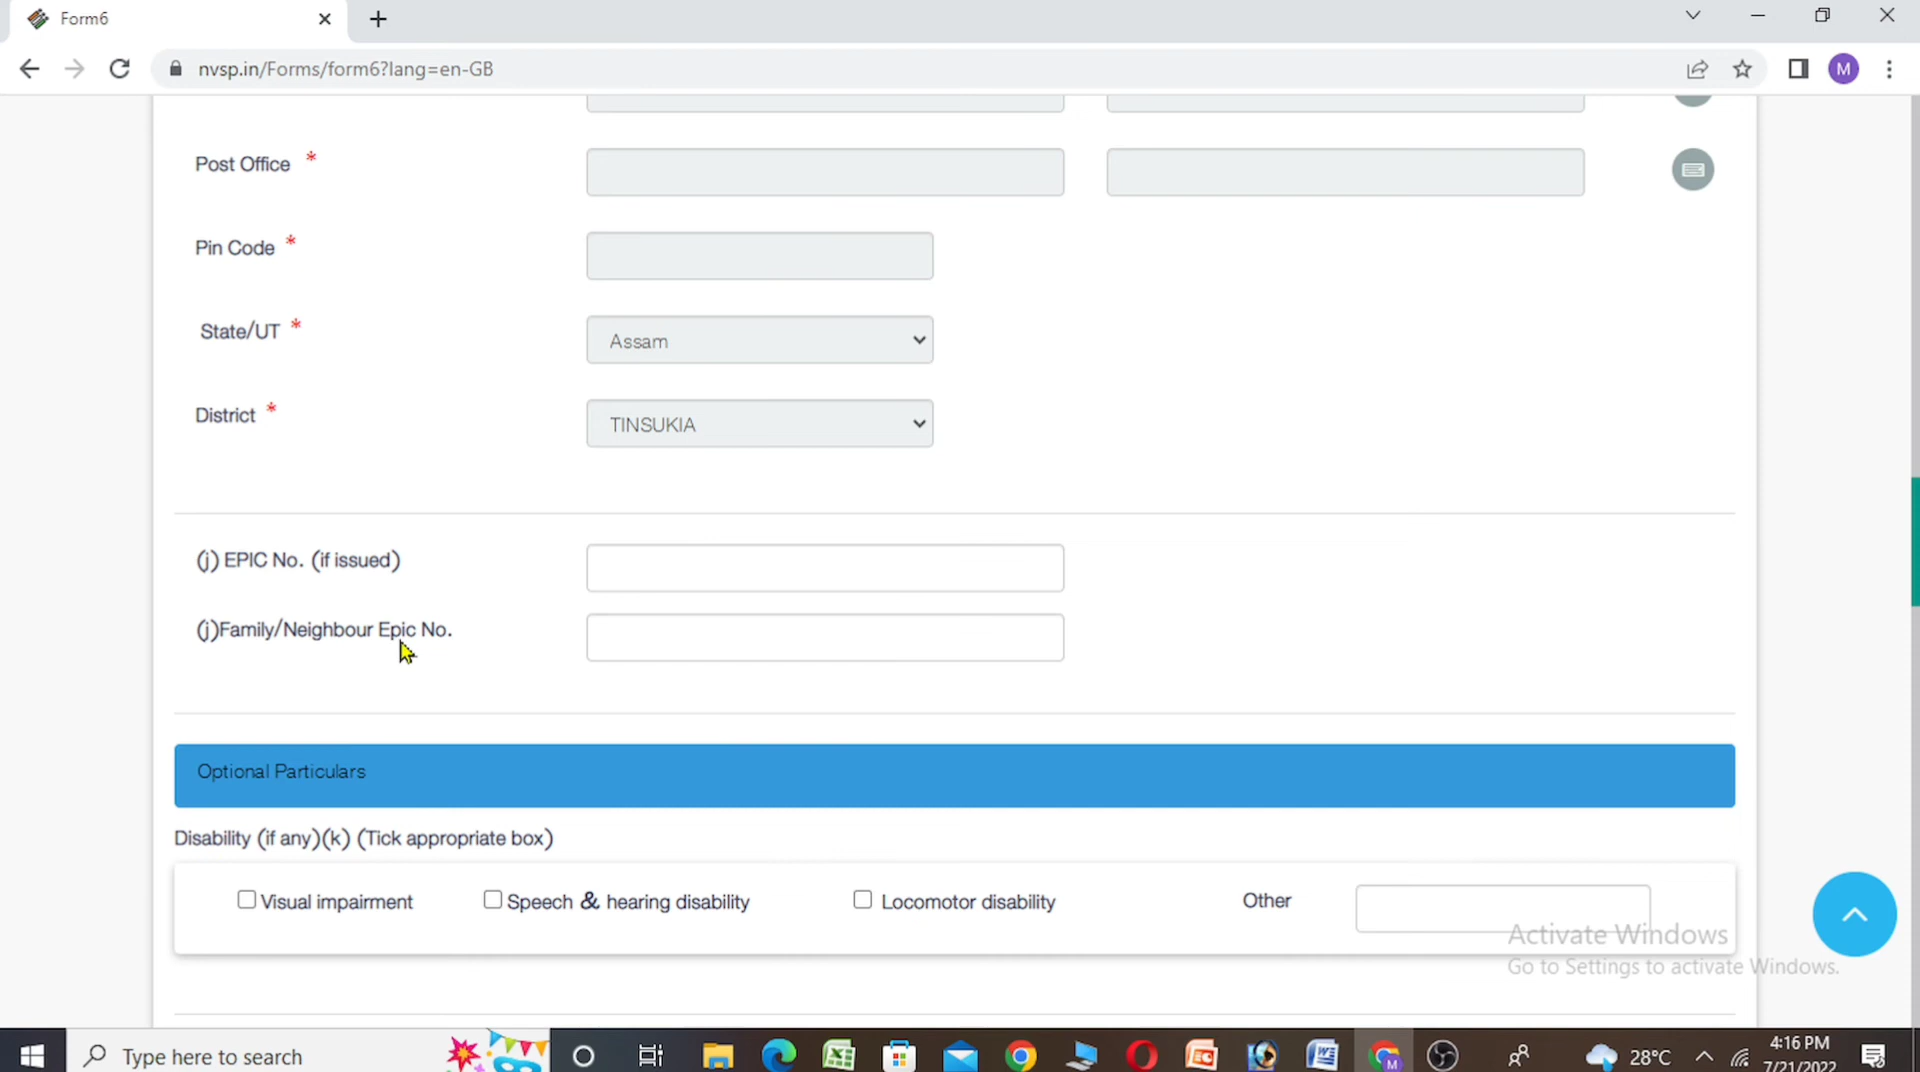 Form6
nvsp.in/Forms/form6?lang=en-GB
M
Post Office *
Pin Code *
State/UT *
Assam
District *
TINSUKIA
(j) EPIC No. (if issued)
(j)Family/Neighbour Epic No.
Optional Particulars
Disability (if any)(k) (Tick appropriate box)
Visual impairment
Speech & hearing disability
Locomotor disability
Other
Activate Windows
Go to Settings to activate Windows.
Type here to search
28°C
4:16 PM
7/21/2022